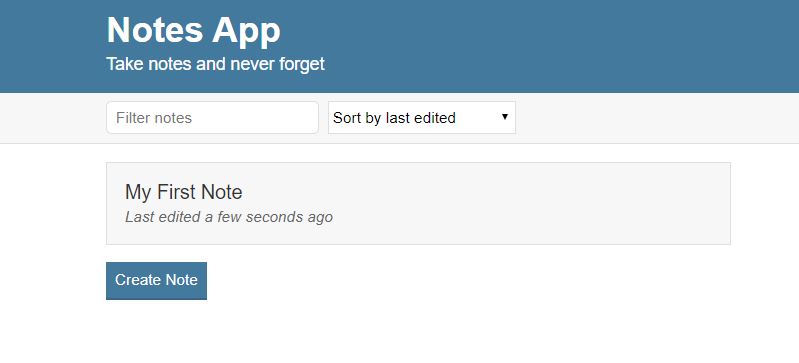 Notes App
Take notes and never forget
Filter notes
Sort by last edited
My First Note
Last edited a few seconds ago
Create Note